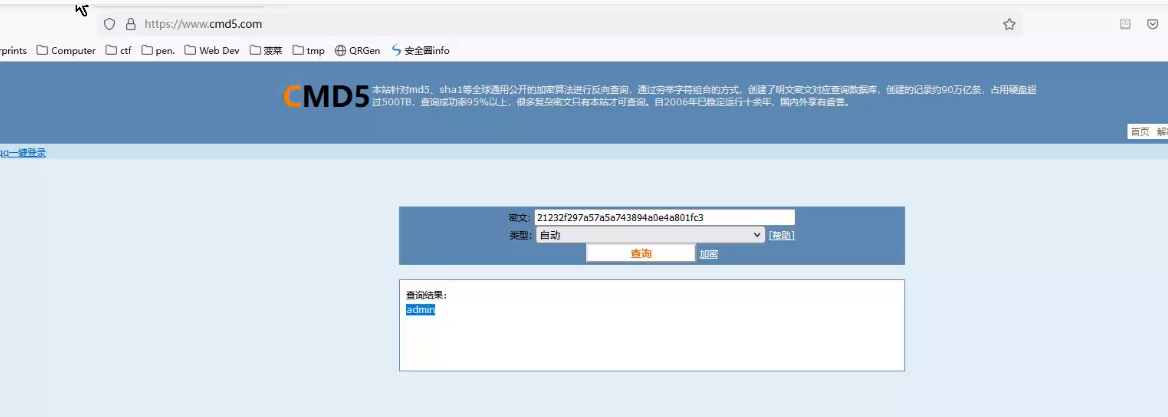 https://www.cmd5.com
rprints Computer ctf pen. Web Dev 菠菜 tmp QRGen 安全圈info
CMD5
本站针对md5、sha1等全球通用公开的加密算法进行反向查询，通过穷举字符组合的方式，创建了明文密文对应查询数据库，创建的记录约90万亿条，占用硬盘超
过500TB，查询成功率95%以上，很多复杂密文只有本站才可查询。自2006年已稳定运行十余年，国内外享有盛誉。
首页 解
qq一键登录
密文: 21232f297a57a5a743894a0e4a801fc3
类型: 自动 [帮助]
查询 加密
查询结果:
admin